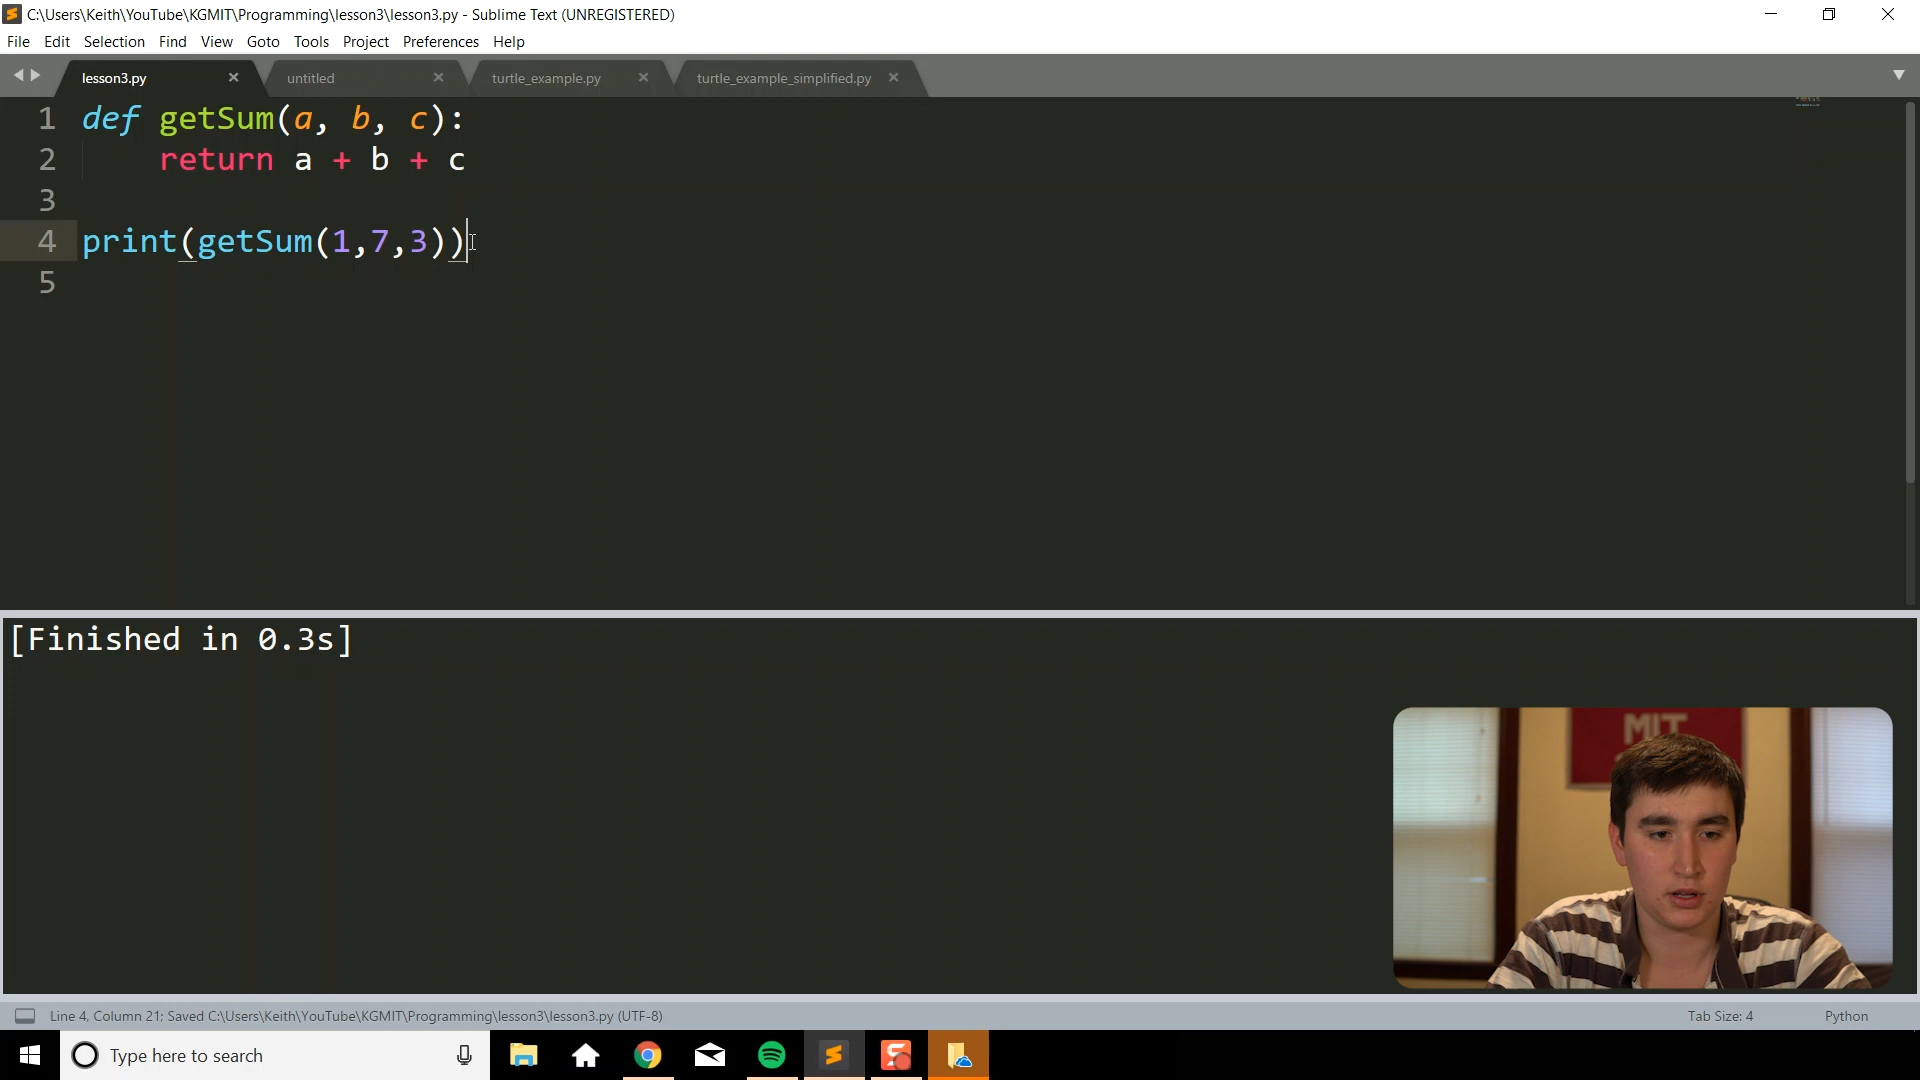 C:\Users\Keith\YouTube\KGMIT\Programming\lesson3\lesson3.py - Sublime Text (UNREGISTERED)
File Edit Selection Find View Goto Tools Project Preferences Help
lesson3.py untitled turtle_example.py turtle_example_simplified.py
1 def getSum(a, b, c):
2 return a + b + c
3
4 print(getSum(1,7,3))
5
[Finished in 0.3s]
MIT
Line 4, Column 21; Saved C:\Users\Keith\YouTube\KGMIT\Programming\lesson3\lesson3.py (UTF-8) Tab Size: 4 Python
Type here to search